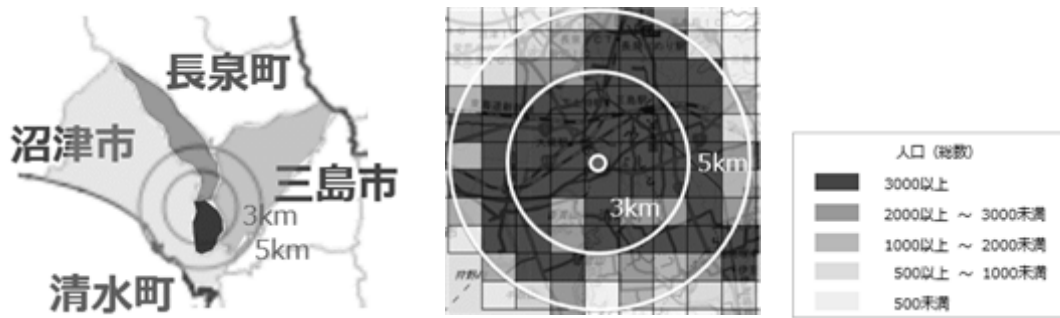 長泉町
沼津市
三島市
3km
5km
清水町
5km
3km
狩野川
人口（総数）
3000以上
2000以上 ～ 3000未満
1000以上 ～ 2000未満
500以上 ～ 1000未満
500未満